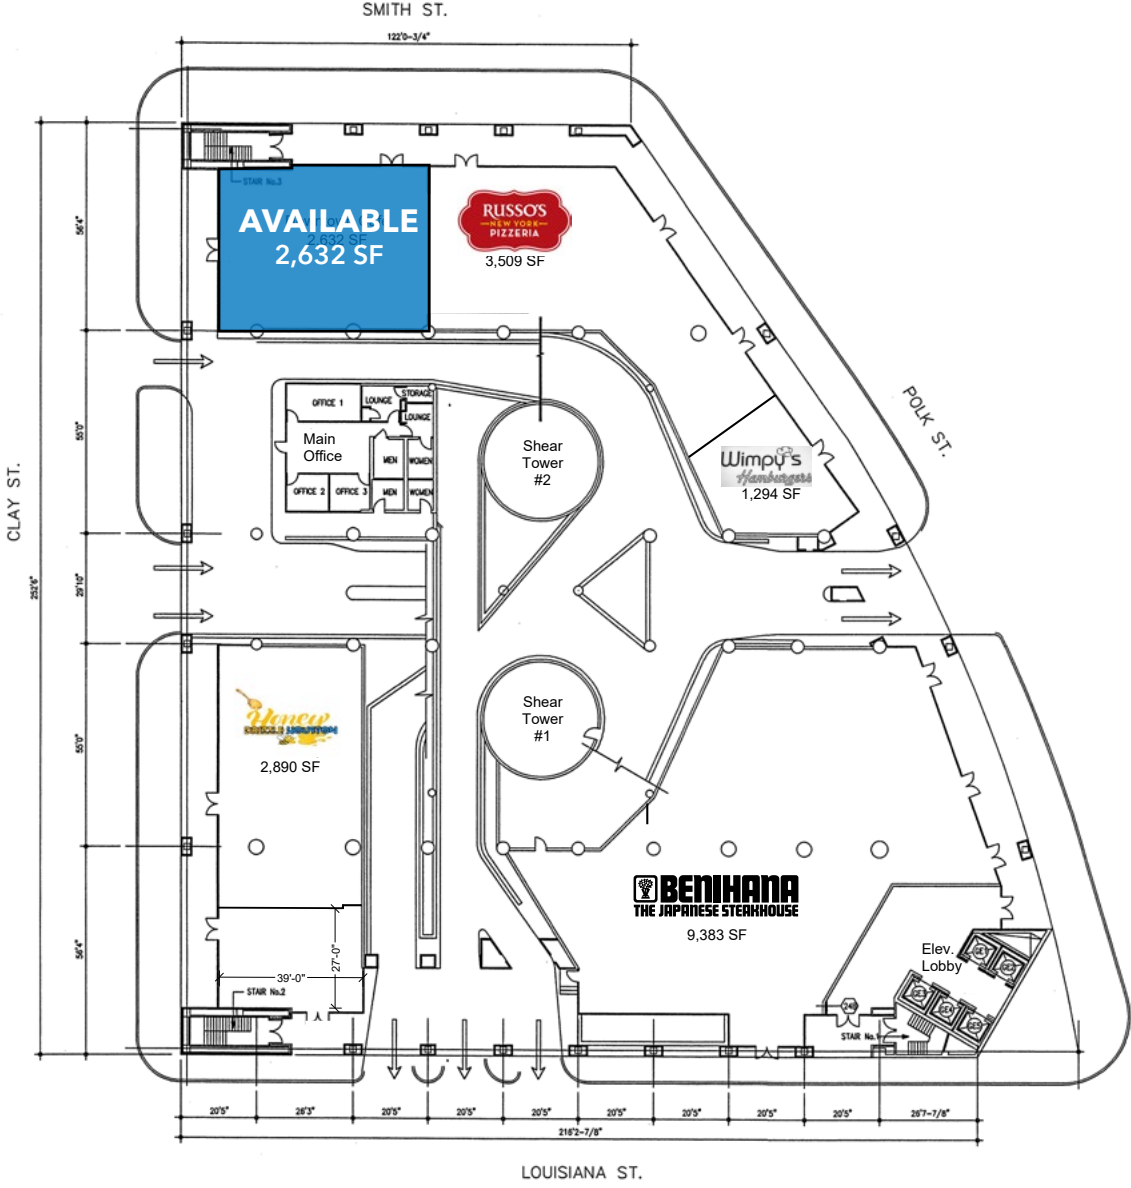 SMITH ST.
122'0-3/4"
STAIR No.3
AVAILABLE
2,632 SF
2,632 SF
RUSSO'S
NEW YORK
PIZZERIA
3,509 SF
56'4"
POLK ST.
CLAY ST.
252'6"
55'0"
OFFICE 1
LOUNGE
STORAGE
LOUNGE
Main
Office
MEN
WOMEN
OFFICE 2
OFFICE 3
MEN
WOMEN
Shear
Tower
#2
Wimpy's
Hamburgers
1,294 SF
29'10"
Honey
2,890 SF
Shear
Tower
#1
55'0"
BENIHANA
THE JAPANESE STEAKHOUSE
9,383 SF
Elev.
Lobby
56'4"
39'-0"
27'-0"
STAIR No.2
STAIR No.1
20'5"
26'3"
20'5"
20'5"
20'5"
20'5"
20'5"
20'5"
20'5"
26'7-7/8"
216'2-7/8"
LOUISIANA ST.